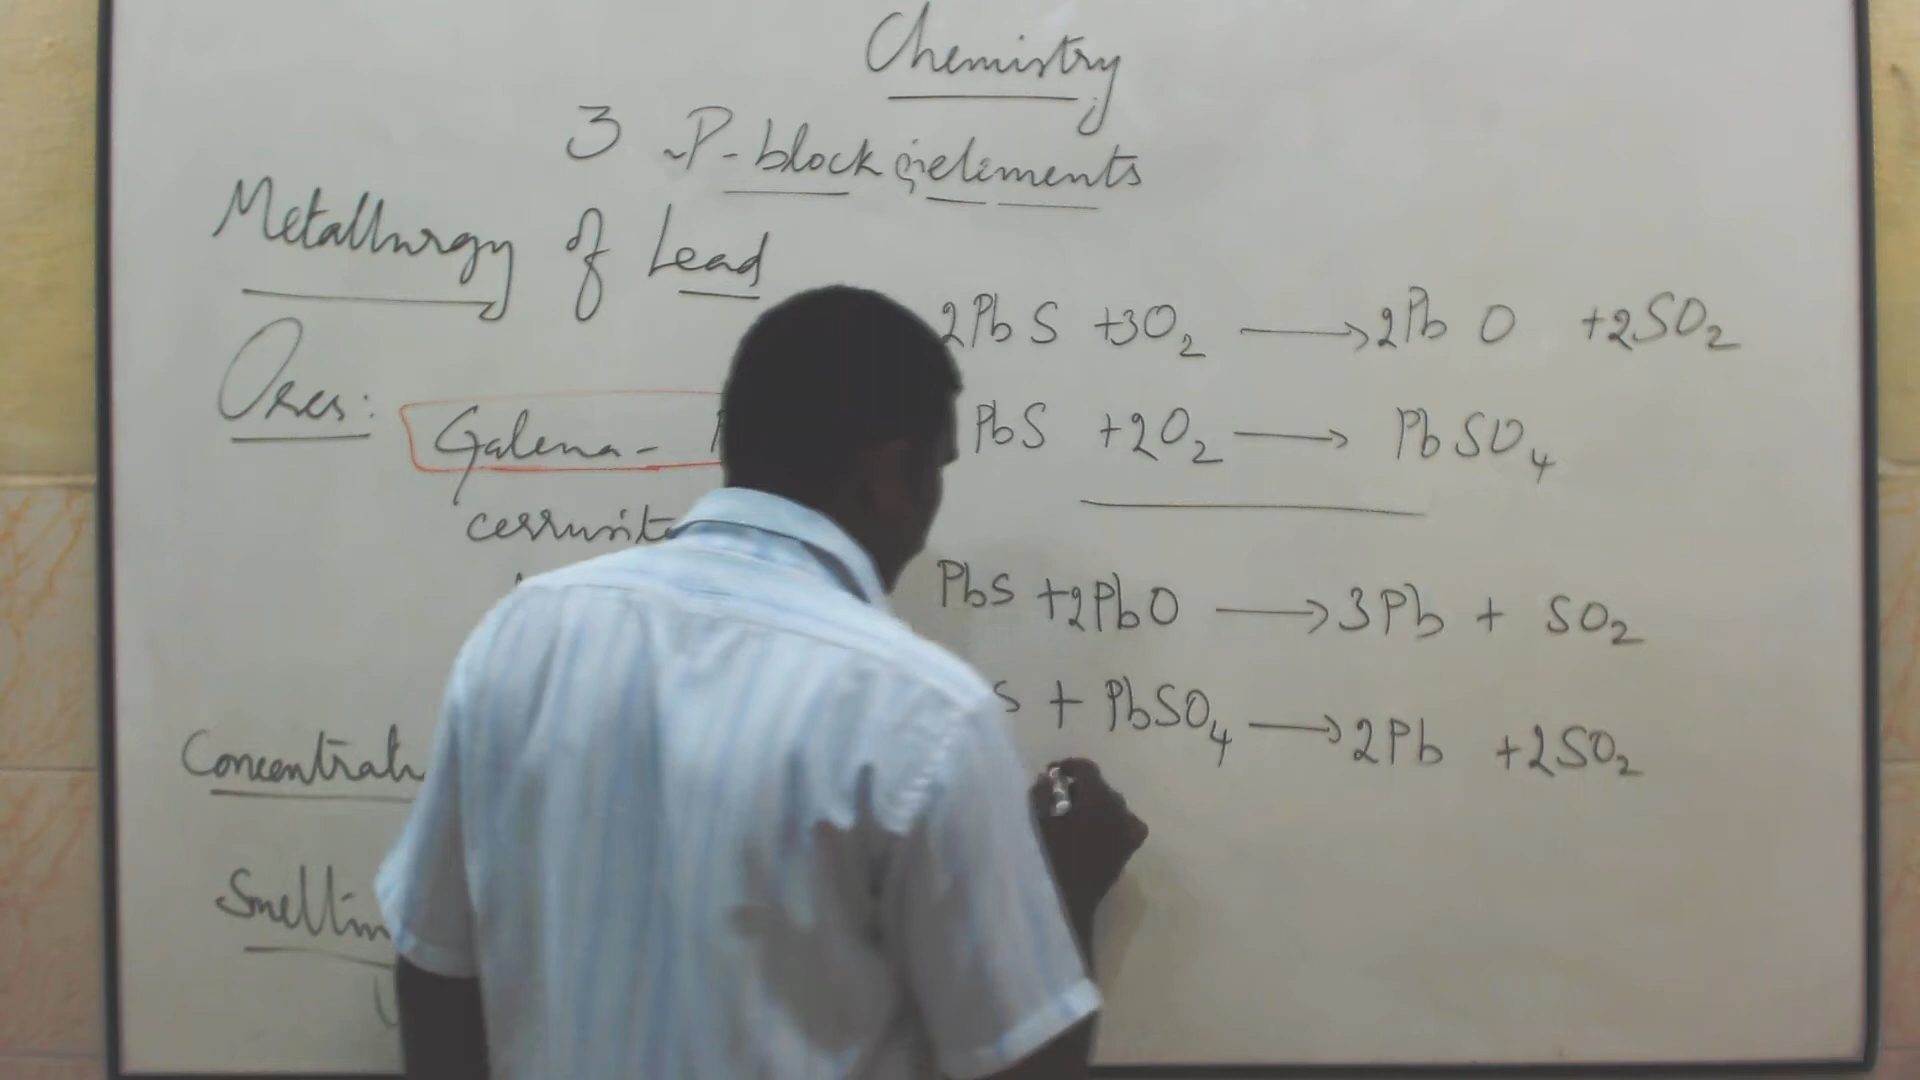 Chemistry
3 P-block elements
Metallurgy of Lead
Ores: Galena -
2PbS +3O₂ → 2PbO +2SO₂
PbS +2O₂ → PbSO₄
PbS +2PbO → 3Pb + SO₂
S + PbSO₄ → 2Pb +2SO₂